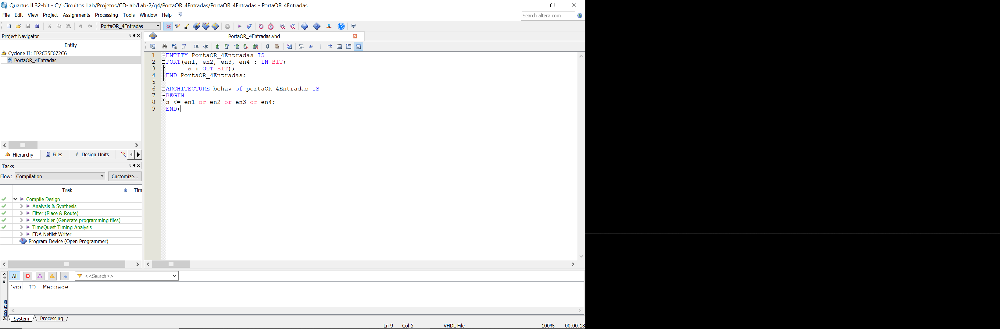 Quartus II 32-bit - C:/_Circuitos_Lab/Projetos/CD-lab/Lab-2/q4/PortaOR_4Entradas/PortaOR_4Entradas - PortaOR_4Entradas
File Edit View Project Assignments Processing Tools Window Help
Search altera.com
PortaOR_4Entradas
Project Navigator
Entity
Cyclone II: EP2C35F672C6
PortaOR_4Entradas
Hierarchy Files Design Units
Tasks
Flow: Compilation Customize...
Task Tim
Compile Design
Analysis & Synthesis
Fitter (Place & Route)
Assembler (Generate programming files)
TimeQuest Timing Analysis
EDA Netlist Writer
Program Device (Open Programmer)
PortaOR_4Entradas.vhd
267
268
ab/
1 ENTITY PortaOR_4Entradas IS
2 PORT(en1, en2, en3, en4 : IN BIT;
3 s : OUT BIT);
4 END PortaOR_4Entradas;
5
6 ARCHITECTURE behav of portaOR_4Entradas IS
7 BEGIN
8 s <= en1 or en2 or en3 or en4;
9 END;
All <<Search>>
ID Message
Messages
System Processing
Ln 9 Col 5 VHDL File 100% 00:00:18